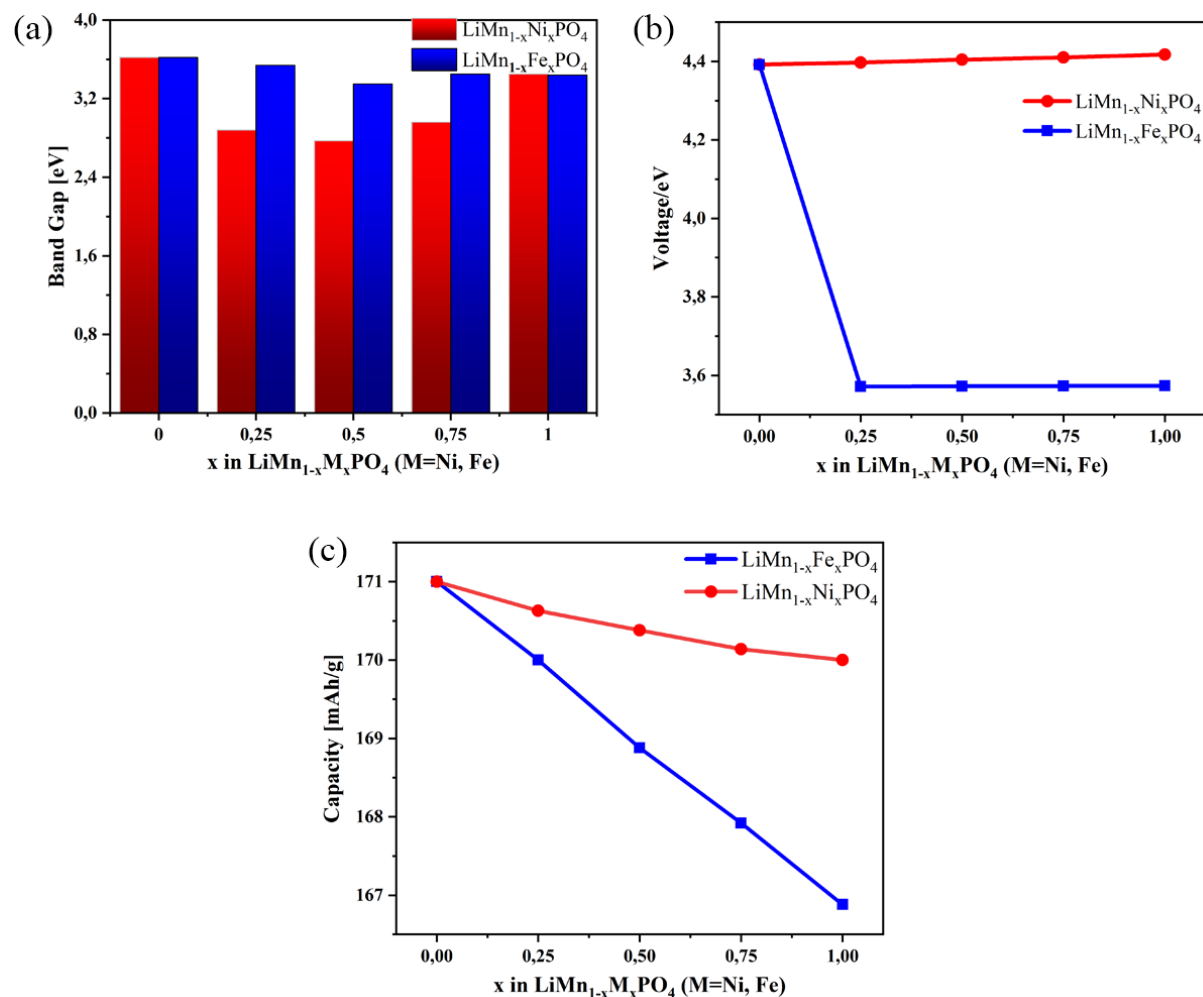 (a)
4,0
3,2
2,4
1,6
0,8
0,0
Band Gap [eV]
LiMn₁₋ₓNiₓPO₄
LiMn₁₋ₓFeₓPO₄
0
0,25
0,5
0,75
1
x in LiMn₁₋ₓMₓPO₄ (M=Ni, Fe)
(b)
4,4
4,2
4,0
3,8
3,6
Voltage/eV
LiMn₁₋ₓNiₓPO₄
LiMn₁₋ₓFeₓPO₄
0,00
0,25
0,50
0,75
1,00
x in LiMn₁₋ₓMₓPO₄ (M=Ni, Fe)
(c)
171
170
169
168
167
Capacity [mAh/g]
LiMn₁₋ₓFeₓPO₄
LiMn₁₋ₓNiₓPO₄
0,00
0,25
0,50
0,75
1,00
x in LiMn₁₋ₓMₓPO₄ (M=Ni, Fe)